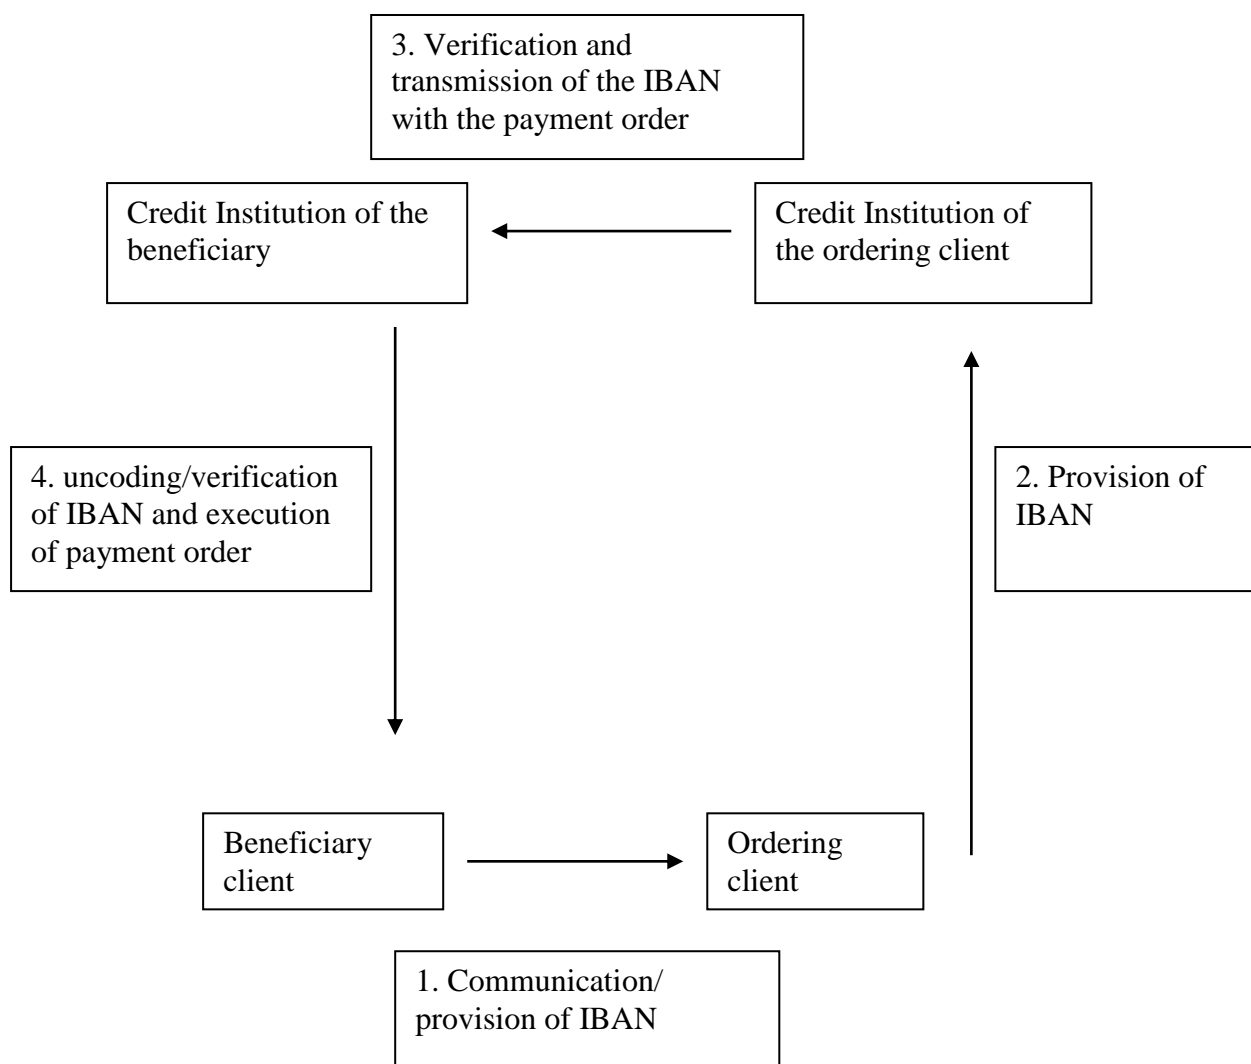 3. Verification and
transmission of the IBAN
with the payment order
Credit Institution of the
beneficiary
Credit Institution of
the ordering client
4. uncoding/verification
of IBAN and execution
of payment order
2. Provision of
IBAN
Beneficiary
client
Ordering
client
1. Communication/
provision of IBAN